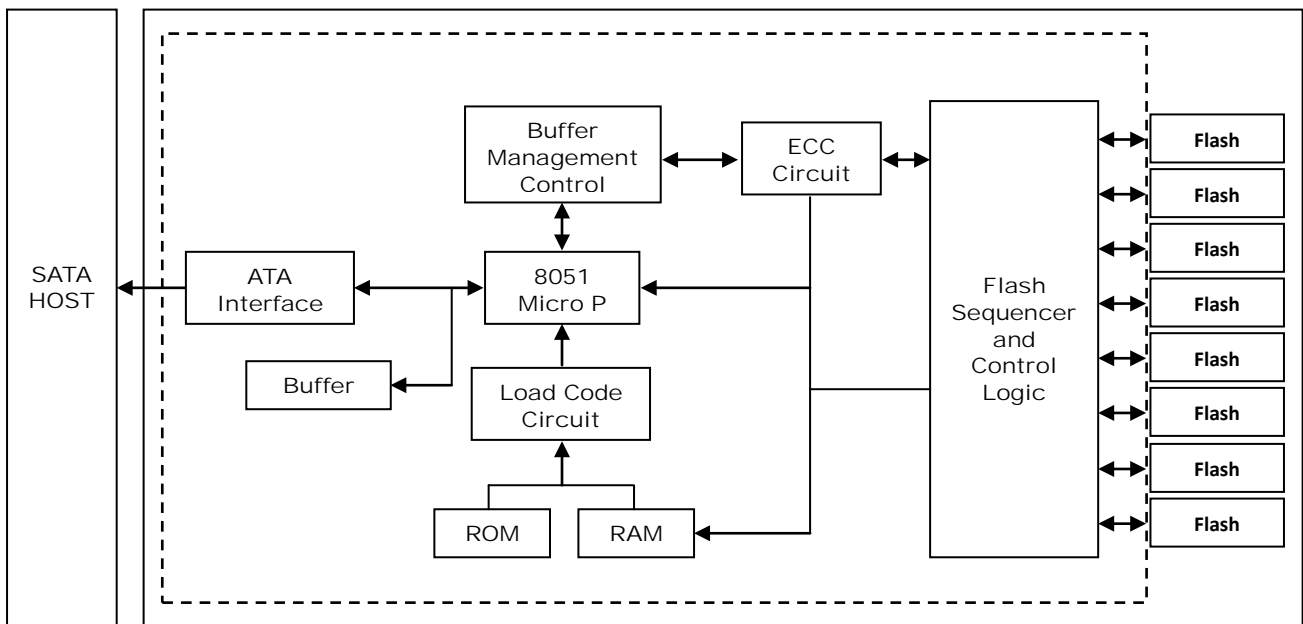 SATA
HOST
ATA
Interface
Buffer
Buffer
Management
Control
8051
Micro P
Load Code
Circuit
ROM
RAM
ECC
Circuit
Flash
Sequencer
and
Control
Logic
Flash
Flash
Flash
Flash
Flash
Flash
Flash
Flash